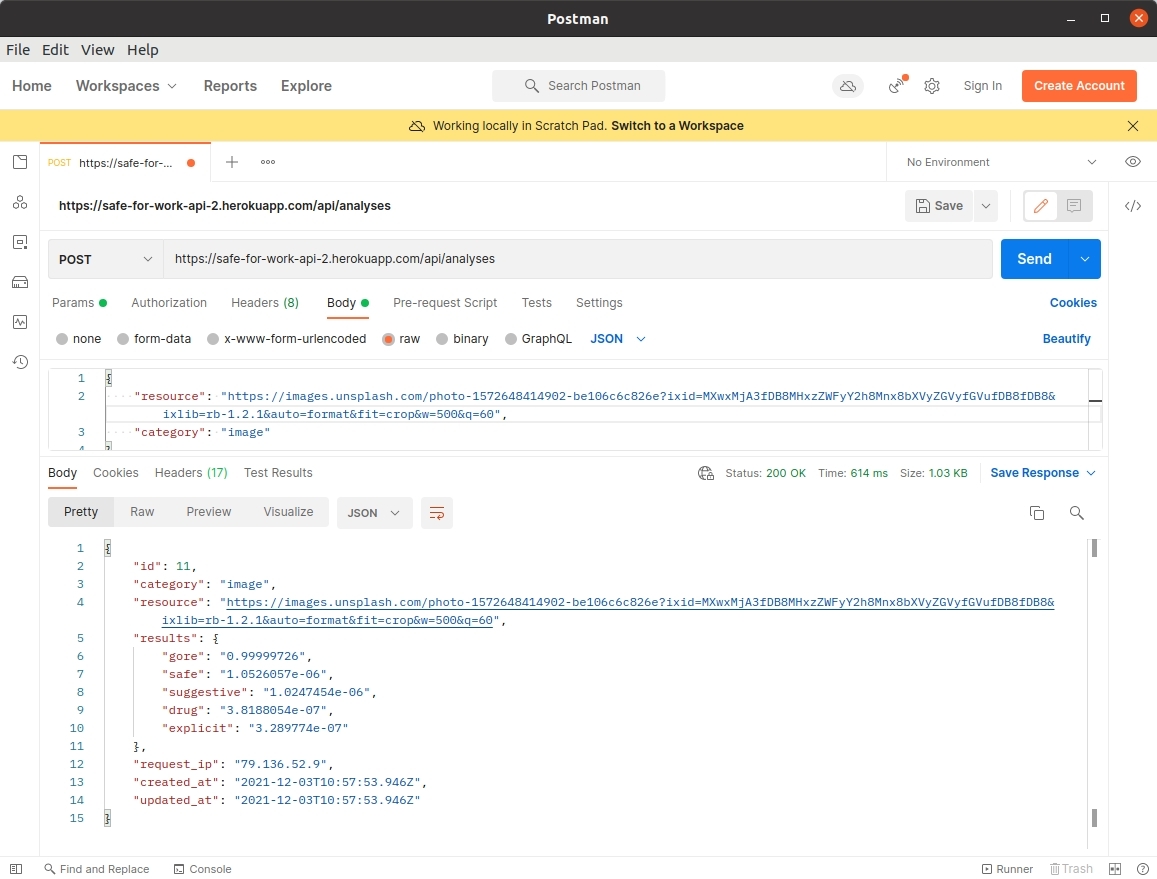 Postman
File Edit View Help
Home Workspaces Reports Explore Search Postman Sign In Create Account
Working locally in Scratch Pad. Switch to a Workspace
POST https://safe-for-... No Environment
https://safe-for-work-api-2.herokuapp.com/api/analyses Save
POST https://safe-for-work-api-2.herokuapp.com/api/analyses Send
Params Authorization Headers (8) Body Pre-request Script Tests Settings Cookies
none form-data x-www-form-urlencoded raw binary GraphQL JSON Beautify
1 {
2 "resource": "https://images.unsplash.com/photo-1572648414902-be106c6c826e?ixid=MXwxMjA3fDB8MHxzZWFyY2h8Mnx8bXVyZGVyfGVufDB8fDB8&
ixlib=rb-1.2.1&auto=format&fit=crop&w=500&q=60",
3 "category": "image"
4 }
Body Cookies Headers (17) Test Results Status: 200 OK Time: 614 ms Size: 1.03 KB Save Response
Pretty Raw Preview Visualize JSON
1 {
2 "id": 11,
3 "category": "image",
4 "resource": "https://images.unsplash.com/photo-1572648414902-be106c6c826e?ixid=MXwxMjA3fDB8MHxzZWFyY2h8Mnx8bXVyZGVyfGVufDB8fDB8&
ixlib=rb-1.2.1&auto=format&fit=crop&w=500&q=60",
5 "results": {
6 "gore": "0.99999726",
7 "safe": "1.0526057e-06",
8 "suggestive": "1.0247454e-06",
9 "drug": "3.8188054e-07",
10 "explicit": "3.289774e-07"
11 },
12 "request_ip": "79.136.52.9",
13 "created_at": "2021-12-03T10:57:53.946Z",
14 "updated_at": "2021-12-03T10:57:53.946Z"
15 }
Find and Replace Console Runner Trash